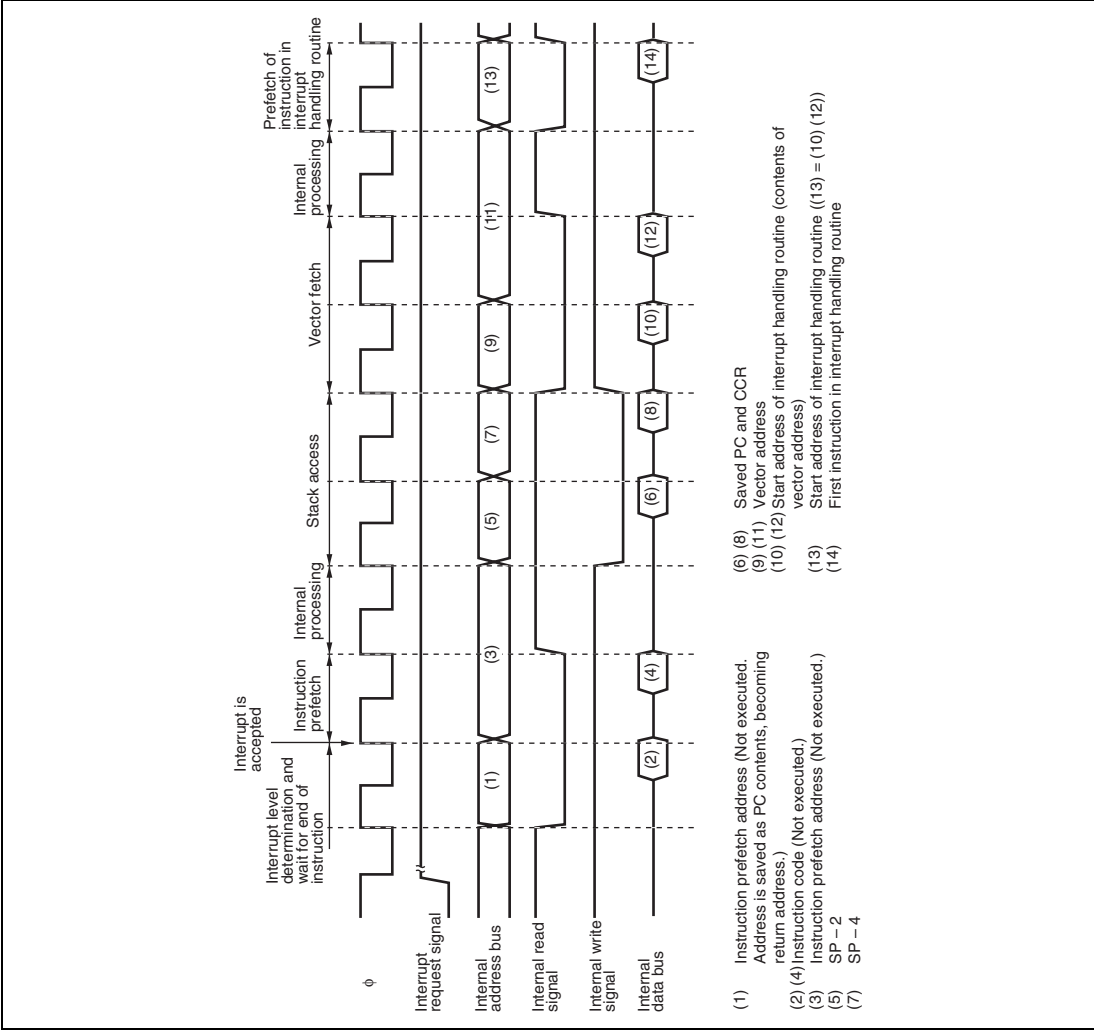 Interrupt level
determination and
wait for end of
instruction
Interrupt is
accepted
Instruction
prefetch
Internal
processing
Stack access
Vector fetch
Internal
processing
Prefetch of
instruction in
interrupt
handling routine
φ
Interrupt
request signal
Internal
address bus
(1)
(3)
(5)
(7)
(9)
(11)
(13)
Internal read
signal
Internal write
signal
Internal
data bus
(2)
(4)
(6)
(8)
(10)
(12)
(14)
(1) Instruction prefetch address (Not executed.
Address is saved as PC contents, becoming
return address.)
(2) (4) Instruction code (Not executed.)
(3) Instruction prefetch address (Not executed.)
(5) SP – 2
(7) SP – 4
(6) (8) Saved PC and CCR
(9) (11) Vector address
(10) (12) Start address of interrupt handling routine (contents of
vector address)
(13) Start address of interrupt handling routine ((13) = (10) (12))
(14) First instruction in interrupt handling routine